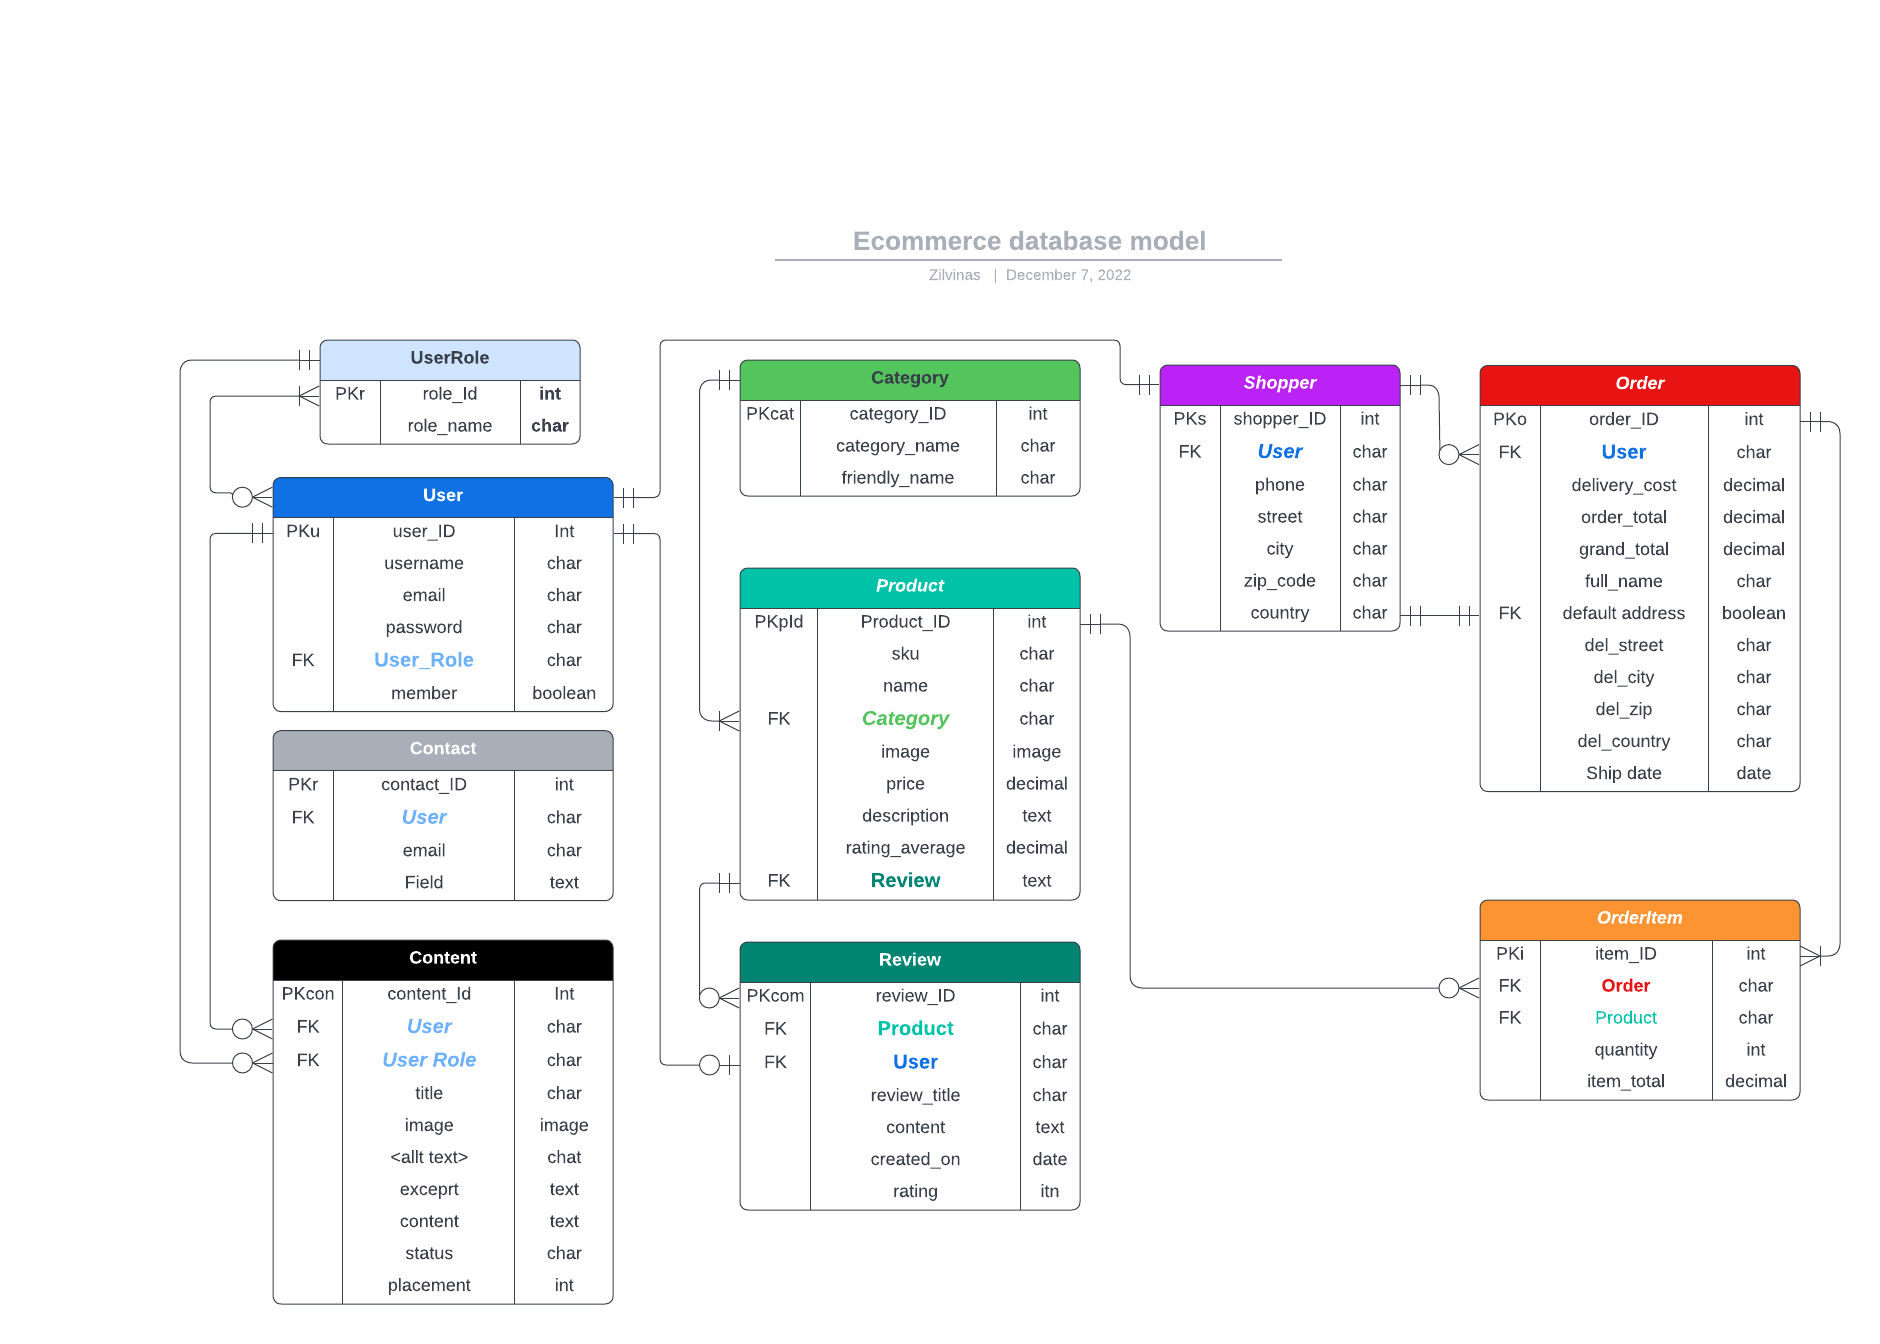 Ecommerce database model
Zilvinas | December 7, 2022
UserRole
PKr role_Id int
role_name char
User
PKu user_ID Int
username char
email char
password char
FK User_Role char
member boolean
Contact
PKr contact_ID int
FK User char
email char
Field text
Content
PKcon content_Id Int
FK User char
FK User Role char
title char
image image
<allt text> chat
exceprt text
content text
status char
placement int
Category
PKcat category_ID int
category_name char
friendly_name char
Product
PKpId Product_ID int
sku char
name char
FK Category char
image image
price decimal
description text
rating_average decimal
FK Review text
Review
PKcom review_ID int
FK Product char
FK User char
review_title char
content text
created_on date
rating itn
Shopper
PKs shopper_ID int
FK User char
phone char
street char
city char
zip_code char
country char
Order
PKo order_ID int
FK User char
delivery_cost decimal
order_total decimal
grand_total decimal
full_name char
FK default address boolean
del_street char
del_city char
del_zip char
del_country char
Ship date date
OrderItem
PKi item_ID int
FK Order char
FK Product char
quantity int
item_total decimal